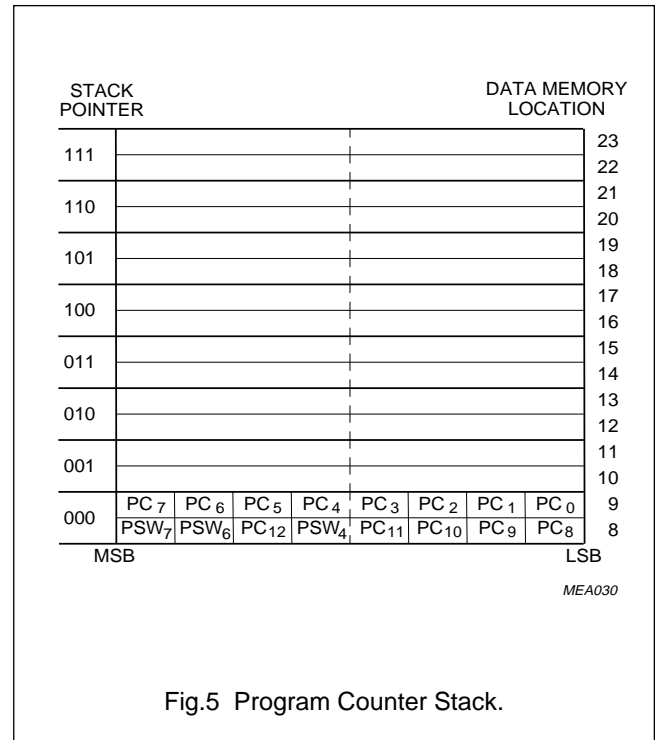 STACK POINTER DATA MEMORY LOCATION
111 23
22
110 21
20
101 19
18
100 17
16
011 15
14
010 13
12
001 11
10
000 PC7 PC6 PC5 PC4 PC3 PC2 PC1 PC0 9
PSW7 PSW6 PC12 PSW4 PC11 PC10 PC9 PC8 8
MSB LSB
MEA030
Fig.5 Program Counter Stack.